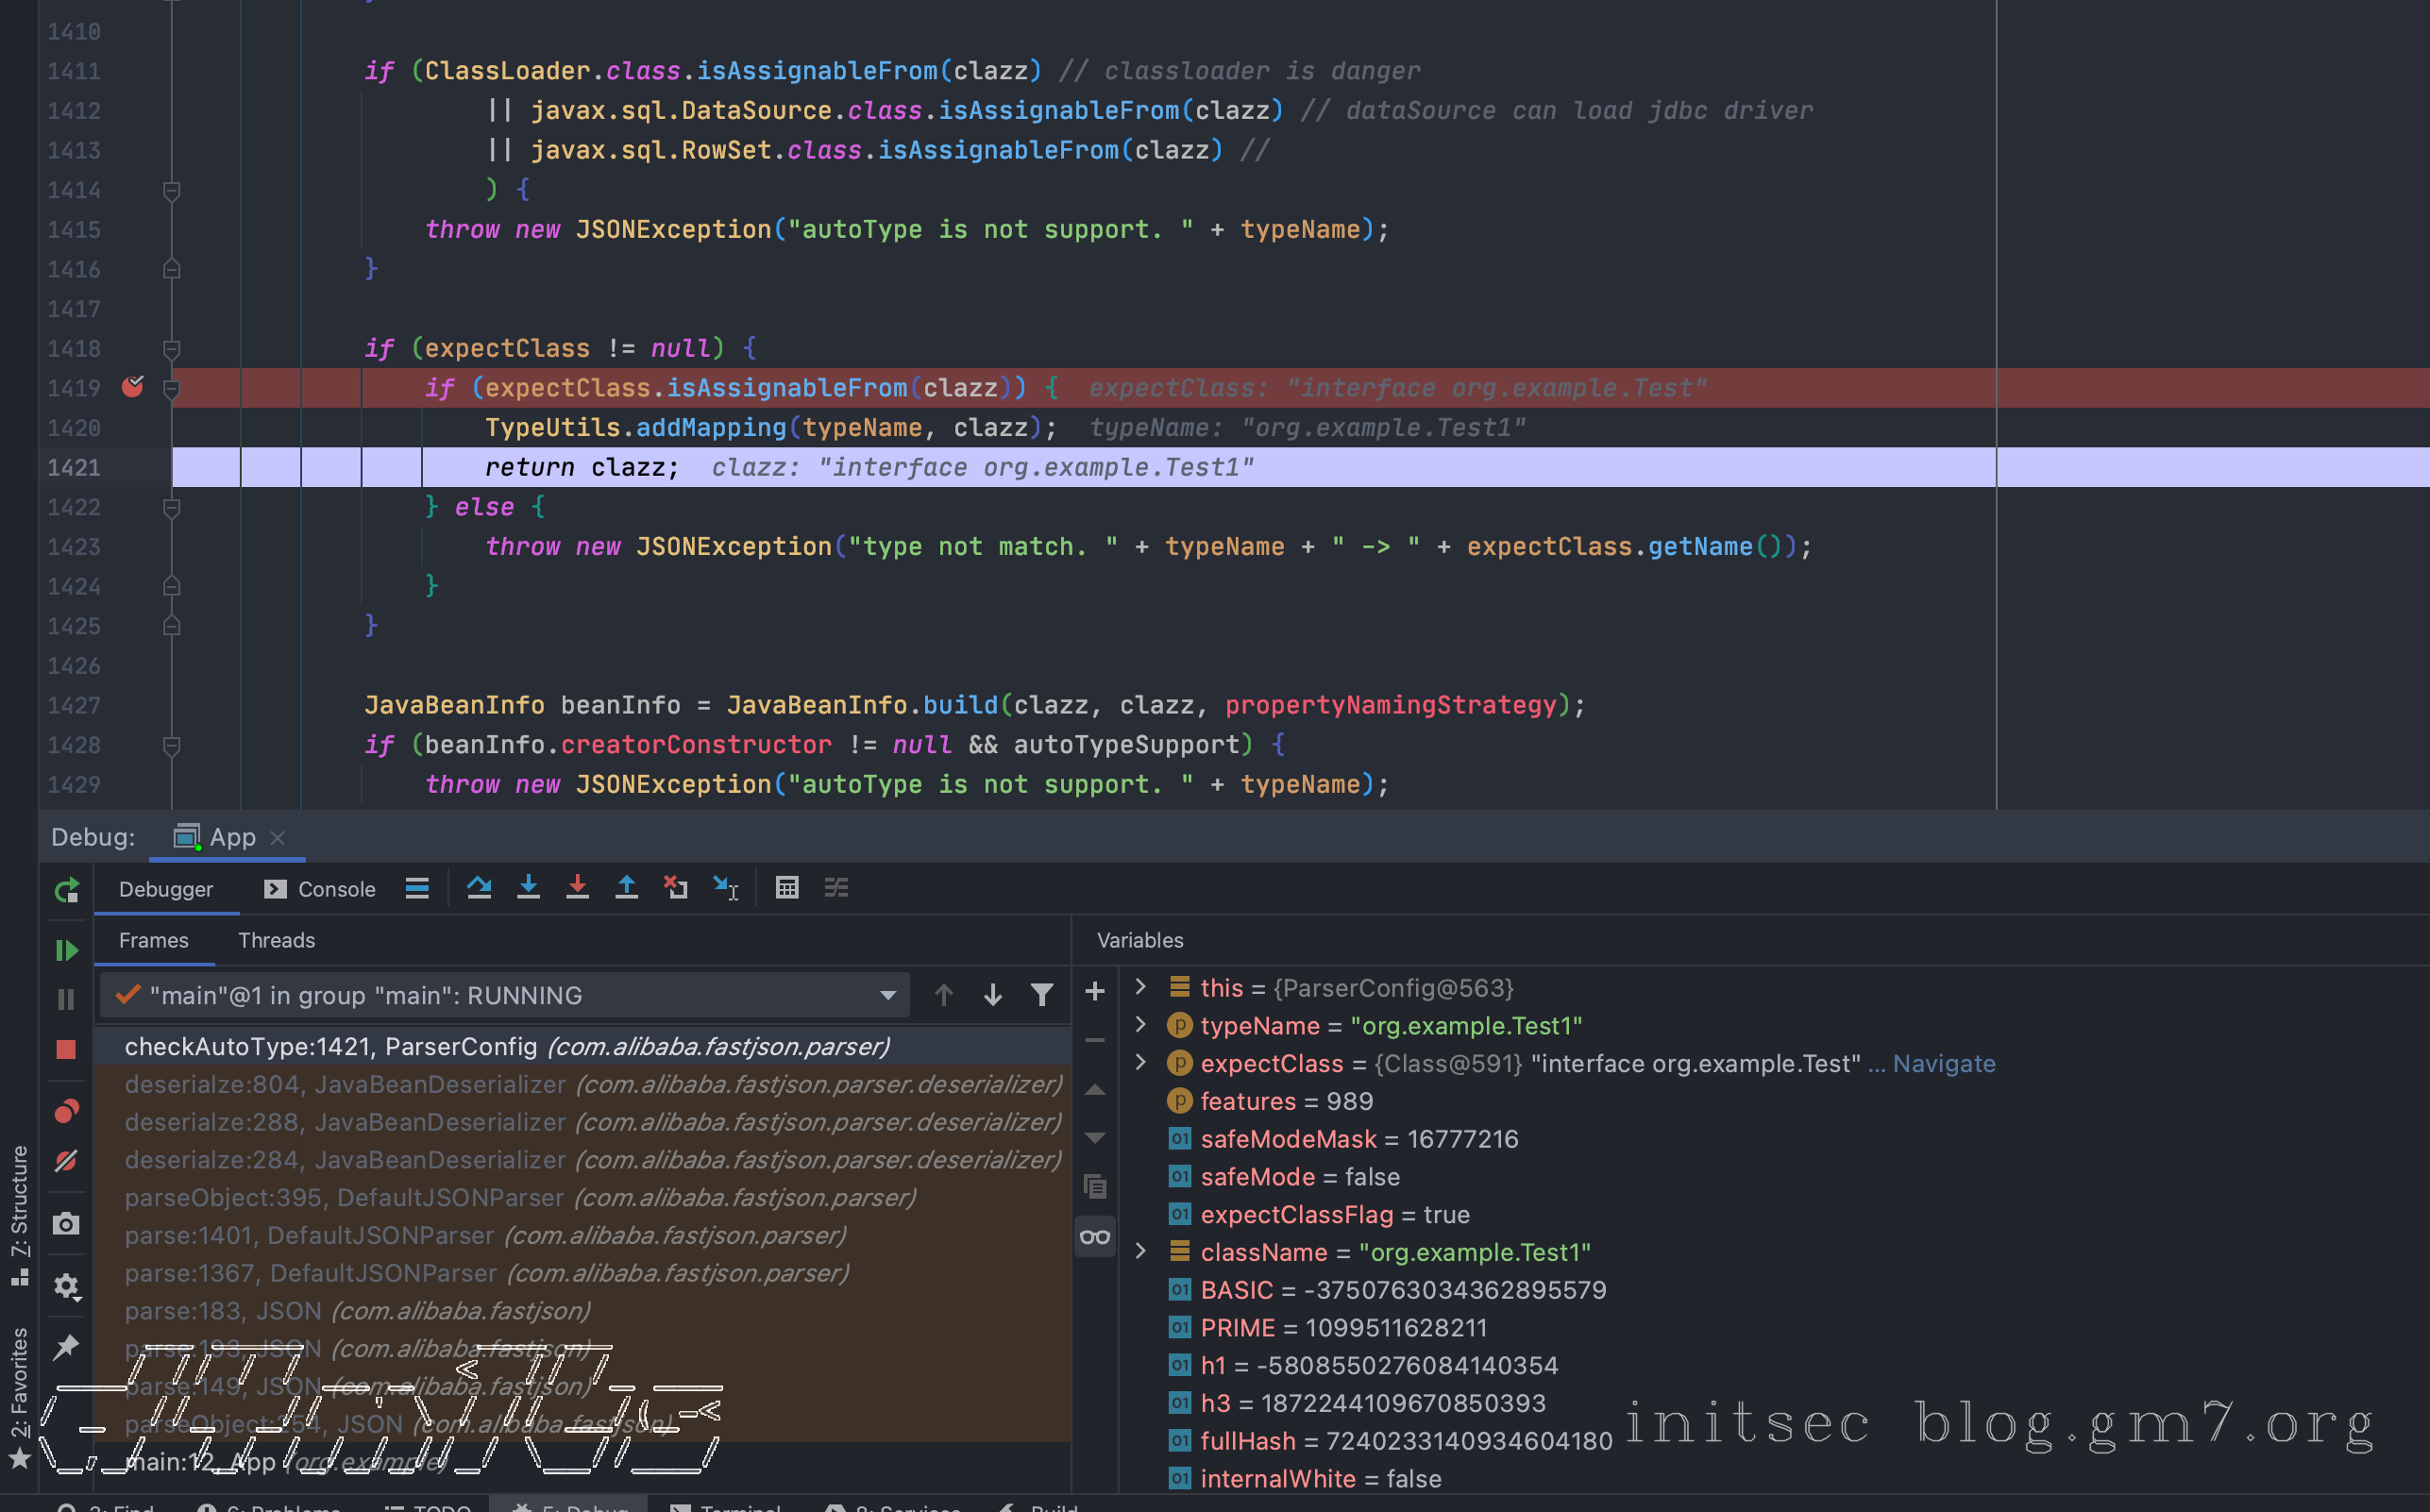 1410
1411 if (ClassLoader.class.isAssignableFrom(clazz) // classloader is danger
1412 || javax.sql.DataSource.class.isAssignableFrom(clazz) // dataSource can load jdbc driver
1413 || javax.sql.RowSet.class.isAssignableFrom(clazz) //
1414 ) {
1415 throw new JSONException("autoType is not support. " + typeName);
1416 }
1417
1418 if (expectClass != null) {
1419 if (expectClass.isAssignableFrom(clazz)) { expectClass: "interface org.example.Test"
1420 TypeUtils.addMapping(typeName, clazz); typeName: "org.example.Test1"
1421 return clazz; clazz: "interface org.example.Test1"
1422 } else {
1423 throw new JSONException("type not match. " + typeName + " -> " + expectClass.getName());
1424 }
1425 }
1426
1427 JavaBeanInfo beanInfo = JavaBeanInfo.build(clazz, clazz, propertyNamingStrategy);
1428 if (beanInfo.creatorConstructor != null && autoTypeSupport) {
1429 throw new JSONException("autoType is not support. " + typeName);
Debug: App
Debugger Console
Frames Threads
"main"@1 in group "main": RUNNING
checkAutoType:1421, ParserConfig (com.alibaba.fastjson.parser)
deserialze:804, JavaBeanDeserializer (com.alibaba.fastjson.parser.deserializer)
deserialze:288, JavaBeanDeserializer (com.alibaba.fastjson.parser.deserializer)
deserialze:284, JavaBeanDeserializer (com.alibaba.fastjson.parser.deserializer)
parseObject:395, DefaultJSONParser (com.alibaba.fastjson.parser)
parse:1401, DefaultJSONParser (com.alibaba.fastjson.parser)
parse:1367, DefaultJSONParser (com.alibaba.fastjson.parser)
parse:183, JSON (com.alibaba.fastjson)
parse:193, JSON (com.alibaba.fastjson)
parse:149, JSON (com.alibaba.fastjson)
parseObject:254, JSON (com.alibaba.fastjson)
main:12, App (org.example)
Variables
this = {ParserConfig@563}
typeName = "org.example.Test1"
expectClass = {Class@591} "interface org.example.Test" ... Navigate
features = 989
safeModeMask = 16777216
safeMode = false
expectClassFlag = true
className = "org.example.Test1"
BASIC = -3750763034362895579
PRIME = 1099511628211
h1 = -5808550276084140354
h3 = 1872244109670850393
fullHash = 7240233140934604180
internalWhite = false
initsec blog.gm7.org
7: Structure
2: Favorites
3: Find 6: Problems TODO 5: Debug Terminal 8: Services Build